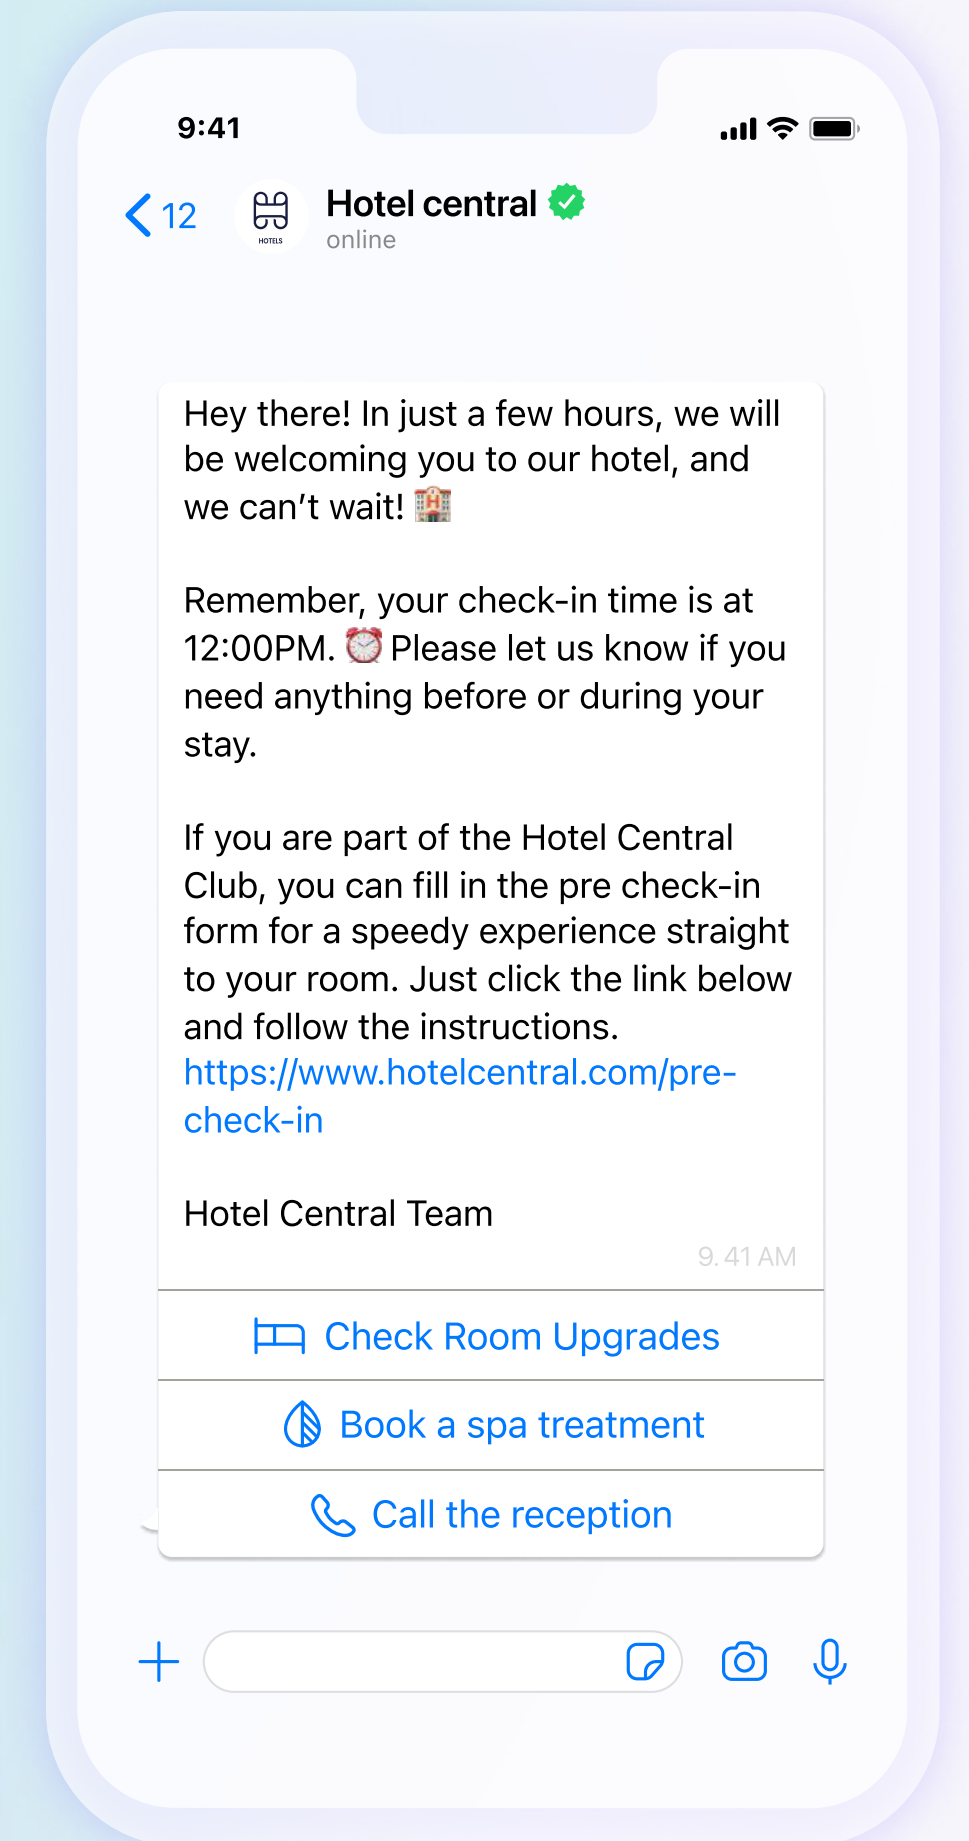 9:41
12
HOTELS
Hotel central
online
Hey there! In just a few hours, we will
be welcoming you to our hotel, and
we can’t wait! 🏨
Remember, your check-in time is at
12:00PM. ⏰ Please let us know if you
need anything before or during your
stay.
If you are part of the Hotel Central
Club, you can fill in the pre check-in
form for a speedy experience straight
to your room. Just click the link below
and follow the instructions.
https://www.hotelcentral.com/pre-
check-in
Hotel Central Team
9.41 AM
Check Room Upgrades
Book a spa treatment
Call the reception